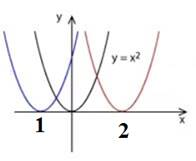 y
y = x²
x
1
2